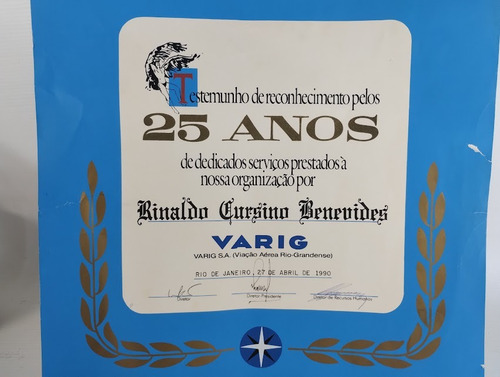 Testemunho de reconhecimento pelos
25 ANOS
de dedicados serviços prestados à
nossa organização por
Rinaldo Cursino Benevides
VARIG
VARIG S.A. (Viação Aérea Rio-Grandense)
RIO DE JANEIRO, 27 DE ABRIL DE 1990
Diretor Diretor Presidente Diretor de Recursos Humanos